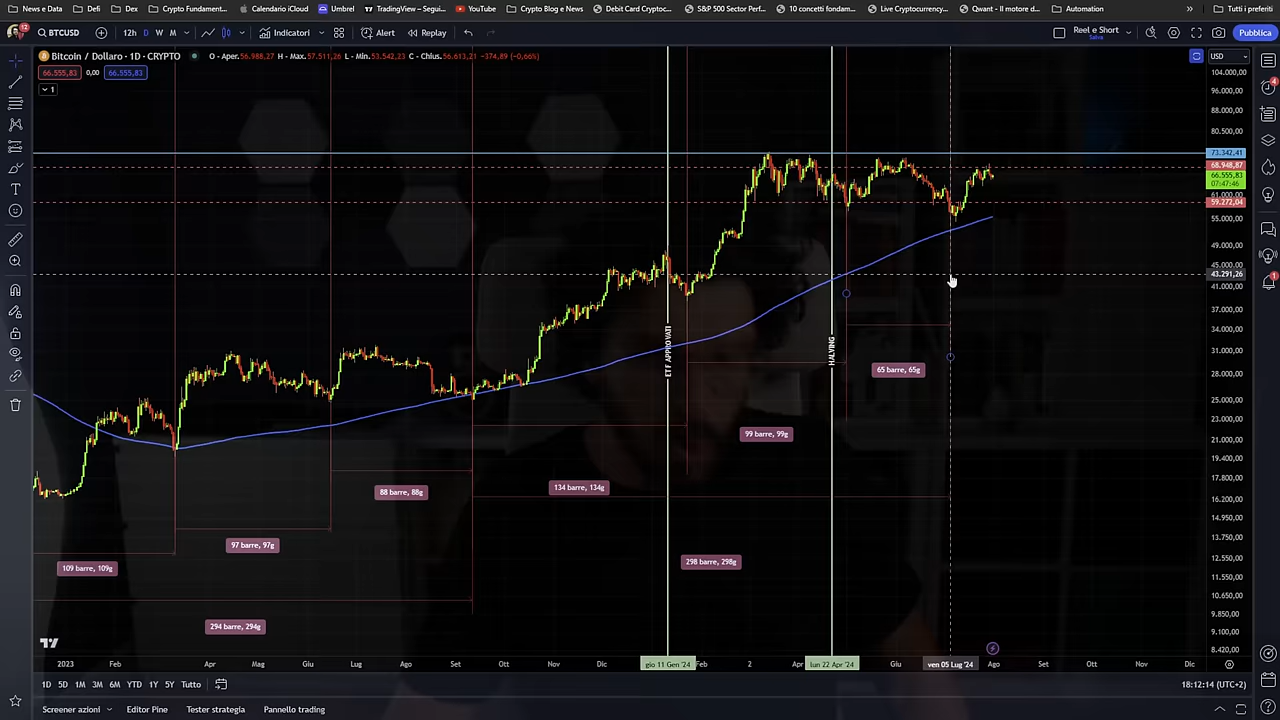 News e Data
Defi
Dex
Crypto Fundament...
Calendario iCloud
Umbrel
TradingView – Segui...
YouTube
Crypto Blog e News
Debit Card Cryptoc...
S&P 500 Sector Perf...
10 concetti fondam...
Live Cryptocurrency...
Qwant - Il motore d...
Automation
»
Tutti i preferiti
12
BTCUSD
12h D W M
Indicatori
Alert
Replay
Reel e Short
Salva
Pubblica
Bitcoin / Dollaro · 1D · CRYPTO
O - Aper.56.988,27 H - Max.57.511,26 L - Min.53.542,23 C - Chius.56.613,21 −374,89 (−0,66%)
USD
66.555,83
0,00
66.555,83
1
104.000,00
96.000,00
88.000,00
80.500,00
73.347,41
68.948,87
66.555,83
07:47:46
61.000,00
59.272,04
55.000,00
49.000,00
45.000,00
43.291,26
41.000,00
37.000,00
34.000,00
31.000,00
28.000,00
25.000,00
23.000,00
21.000,00
19.400,00
17.800,00
16.200,00
14.950,00
13.750,00
12.550,00
11.550,00
10.650,00
9.850,00
9.100,00
8.420,00
ETF APPROVATI
HALVING
65 barre, 65g
99 barre, 99g
134 barre, 134g
88 barre, 88g
97 barre, 97g
298 barre, 298g
109 barre, 109g
294 barre, 294g
4
1
2023
Feb
Apr
Mag
Giu
Lug
Ago
Set
Ott
Nov
Dic
gio 11 Gen '24
Feb
2
Apr
lun 22 Apr '24
Giu
ven 05 Lug '24
Ago
Set
Ott
Nov
Dic
1D 5D 1M 3M 6M YTD 1Y 5Y Tutto
18:12:14 (UTC+2)
Screener azioni
Editor Pine
Tester strategia
Pannello trading